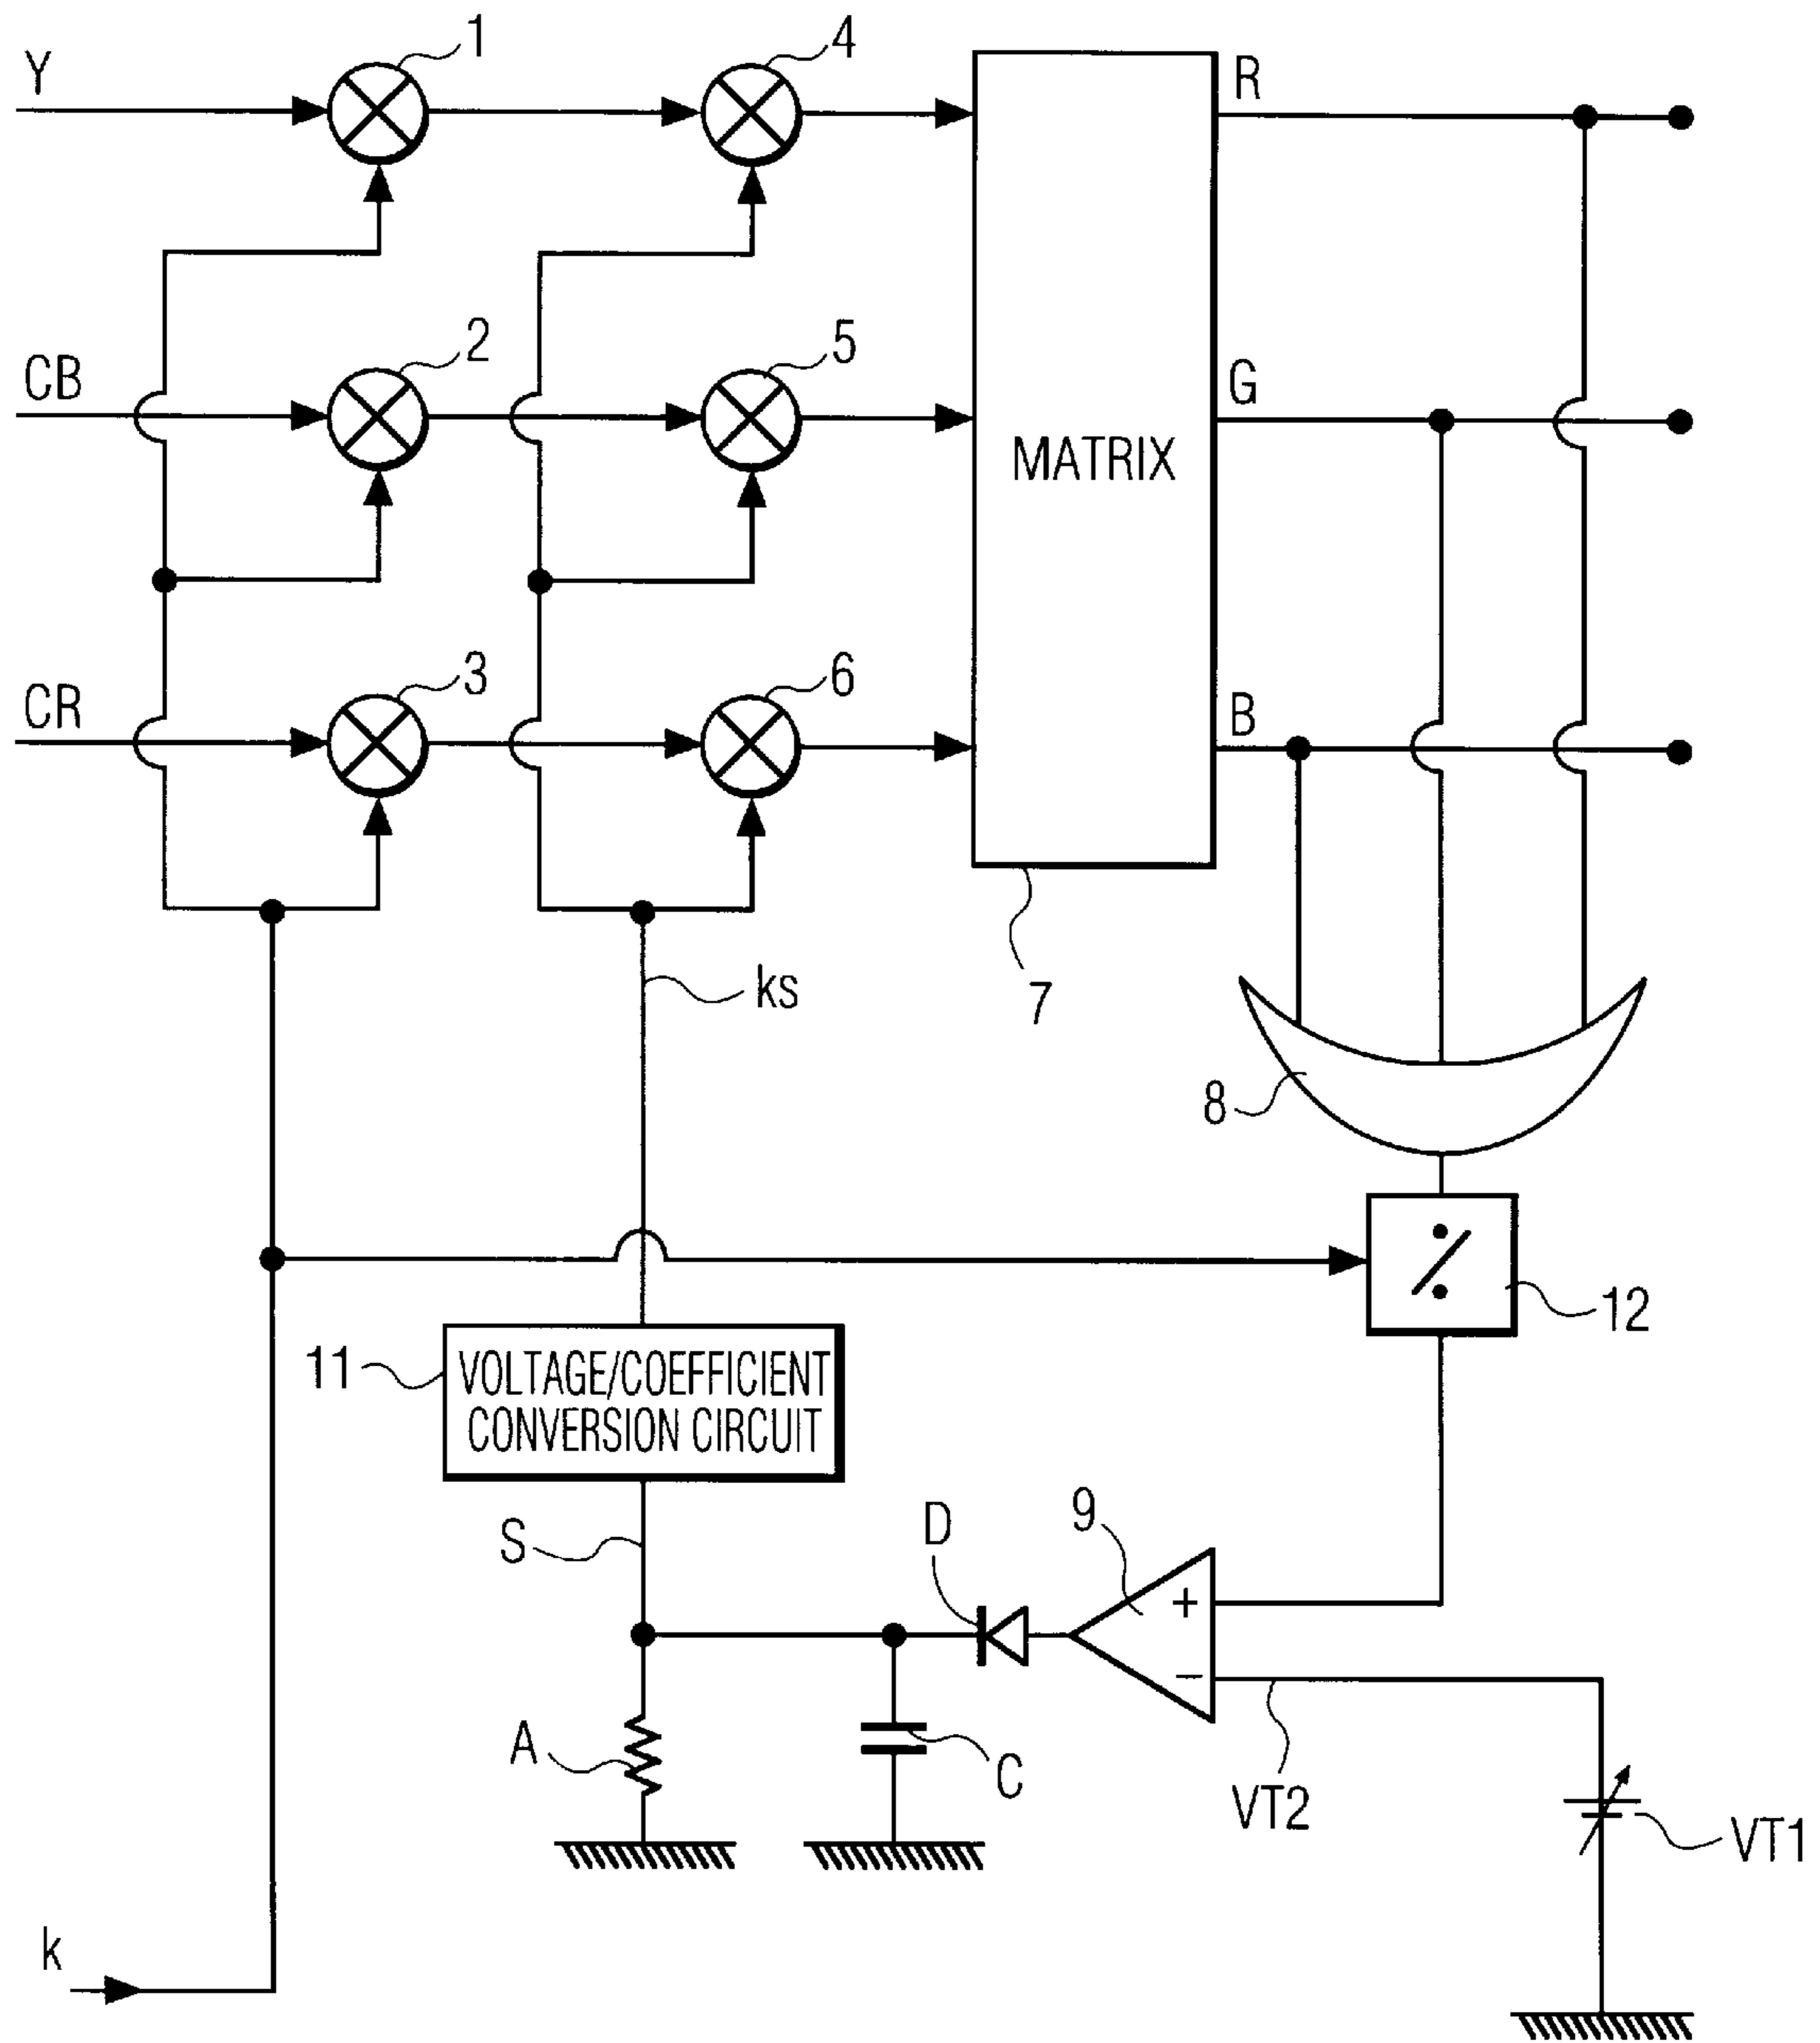 1
4
Y
R
2
5
CB
G
MATRIX
3
6
CR
B
ks
7
8
12
11
VOLTAGE/COEFFICIENT
CONVERSION CIRCUIT
S
D
9
+
−
A
C
VT2
VT1
k